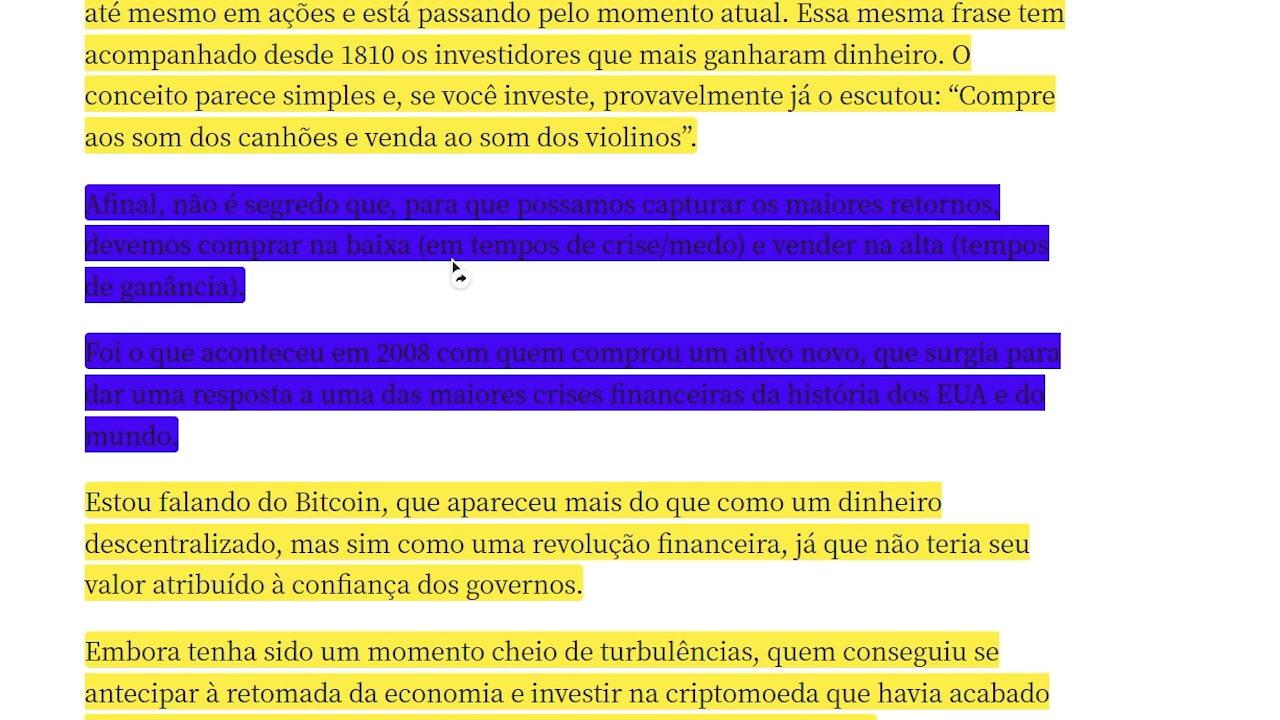 até mesmo em ações e está passando pelo momento atual. Essa mesma frase tem
acompanhado desde 1810 os investidores que mais ganharam dinheiro. O
conceito parece simples e, se você investe, provavelmente já o escutou: “Compre
aos som dos canhões e venda ao som dos violinos”.
Afinal, não é segredo que, para que possamos capturar os maiores retornos,
devemos comprar na baixa (em tempos de crise/medo) e vender na alta (tempos
de ganância).
Foi o que aconteceu em 2008 com quem comprou um ativo novo, que surgia para
dar uma resposta a uma das maiores crises financeiras da história dos EUA e do
mundo.
Estou falando do Bitcoin, que apareceu mais do que como um dinheiro
descentralizado, mas sim como uma revolução financeira, já que não teria seu
valor atribuído à confiança dos governos.
Embora tenha sido um momento cheio de turbulências, quem conseguiu se
antecipar à retomada da economia e investir na criptomoeda que havia acabado